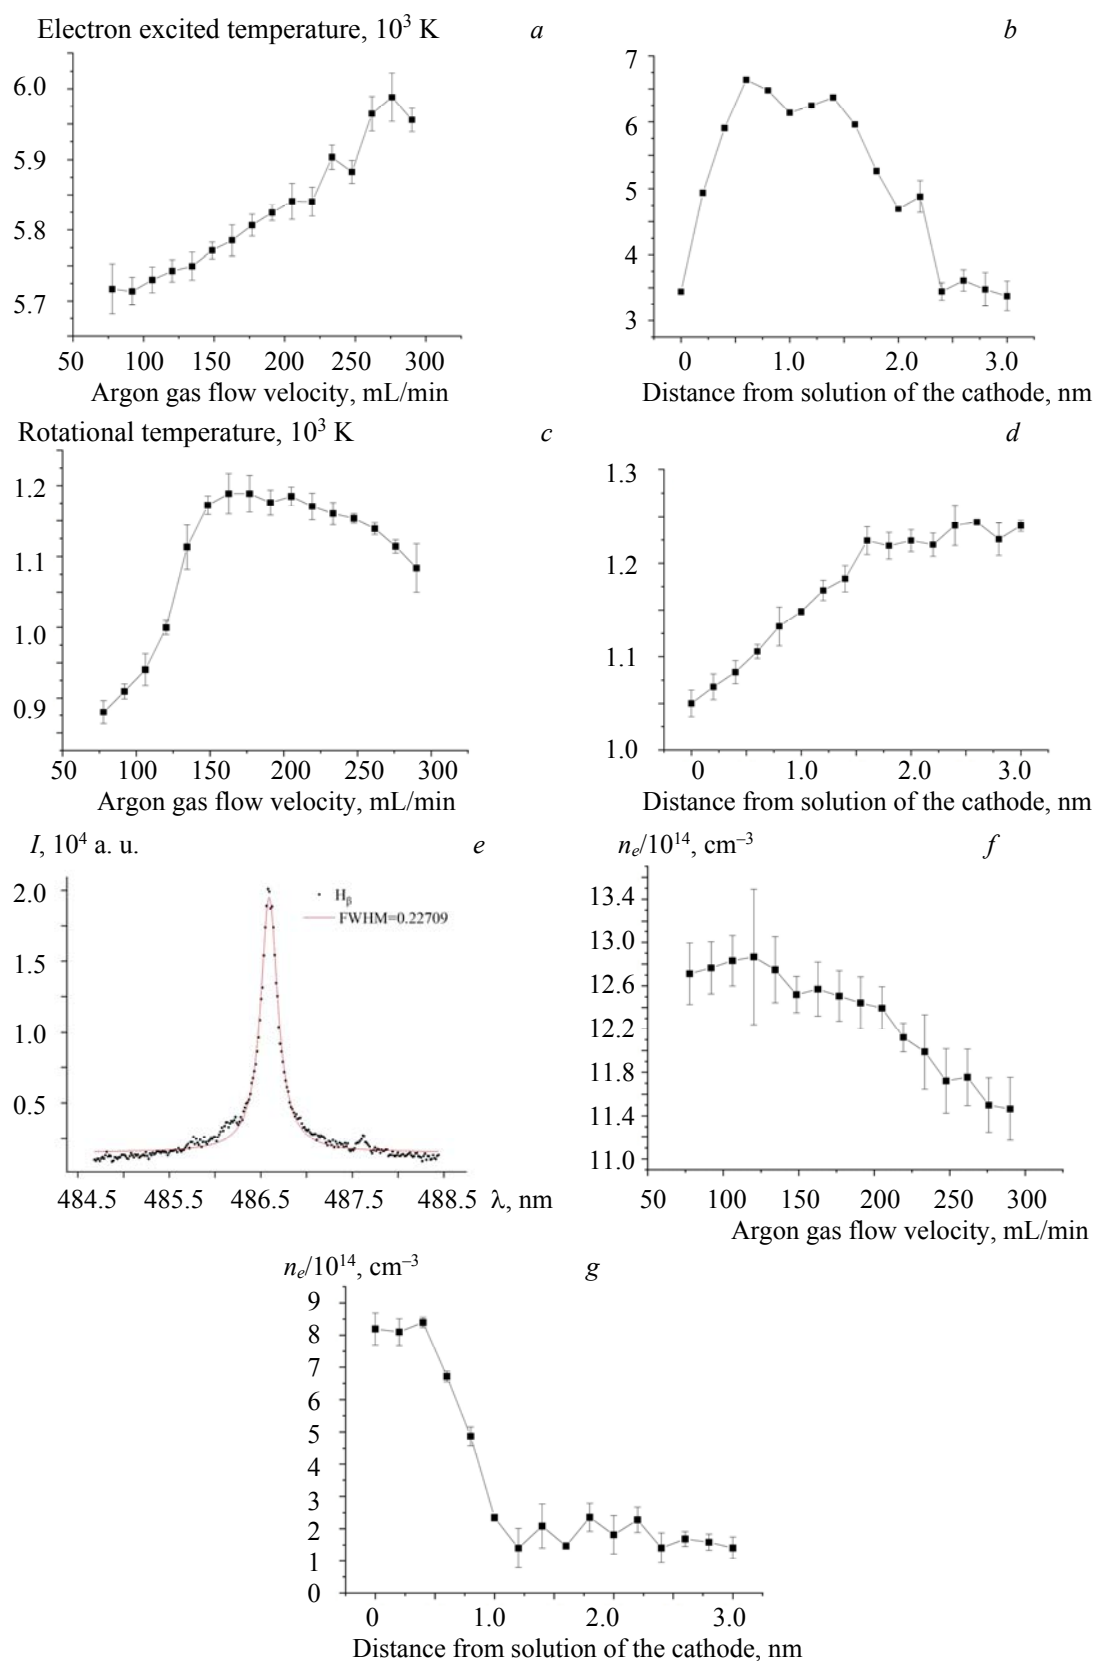 Electron excited temperature, 10³ K a
b
6.0
5.9
5.8
5.7
50 100 150 200 250 300
Argon gas flow velocity, mL/min
7
6
5
4
3
0 1.0 2.0 3.0
Distance from solution of the cathode, nm
Rotational temperature, 10³ K c
d
1.2
1.1
1.0
0.9
50 100 150 200 250 300
Argon gas flow velocity, mL/min
1.3
1.2
1.1
1.0
0 1.0 2.0 3.0
Distance from solution of the cathode, nm
I, 10⁴ a. u. e
2.0
1.5
1.0
0.5
Hβ
FWHM=0.22709
484.5 485.5 486.5 487.5 488.5 λ, nm
nₑ/10¹⁴, cm⁻³ f
13.4
13.0
12.6
12.2
11.8
11.4
11.0
50 100 150 200 250 300
Argon gas flow velocity, mL/min
nₑ/10¹⁴, cm⁻³ g
9
8
7
6
5
4
3
2
1
0
0 1.0 2.0 3.0
Distance from solution of the cathode, nm